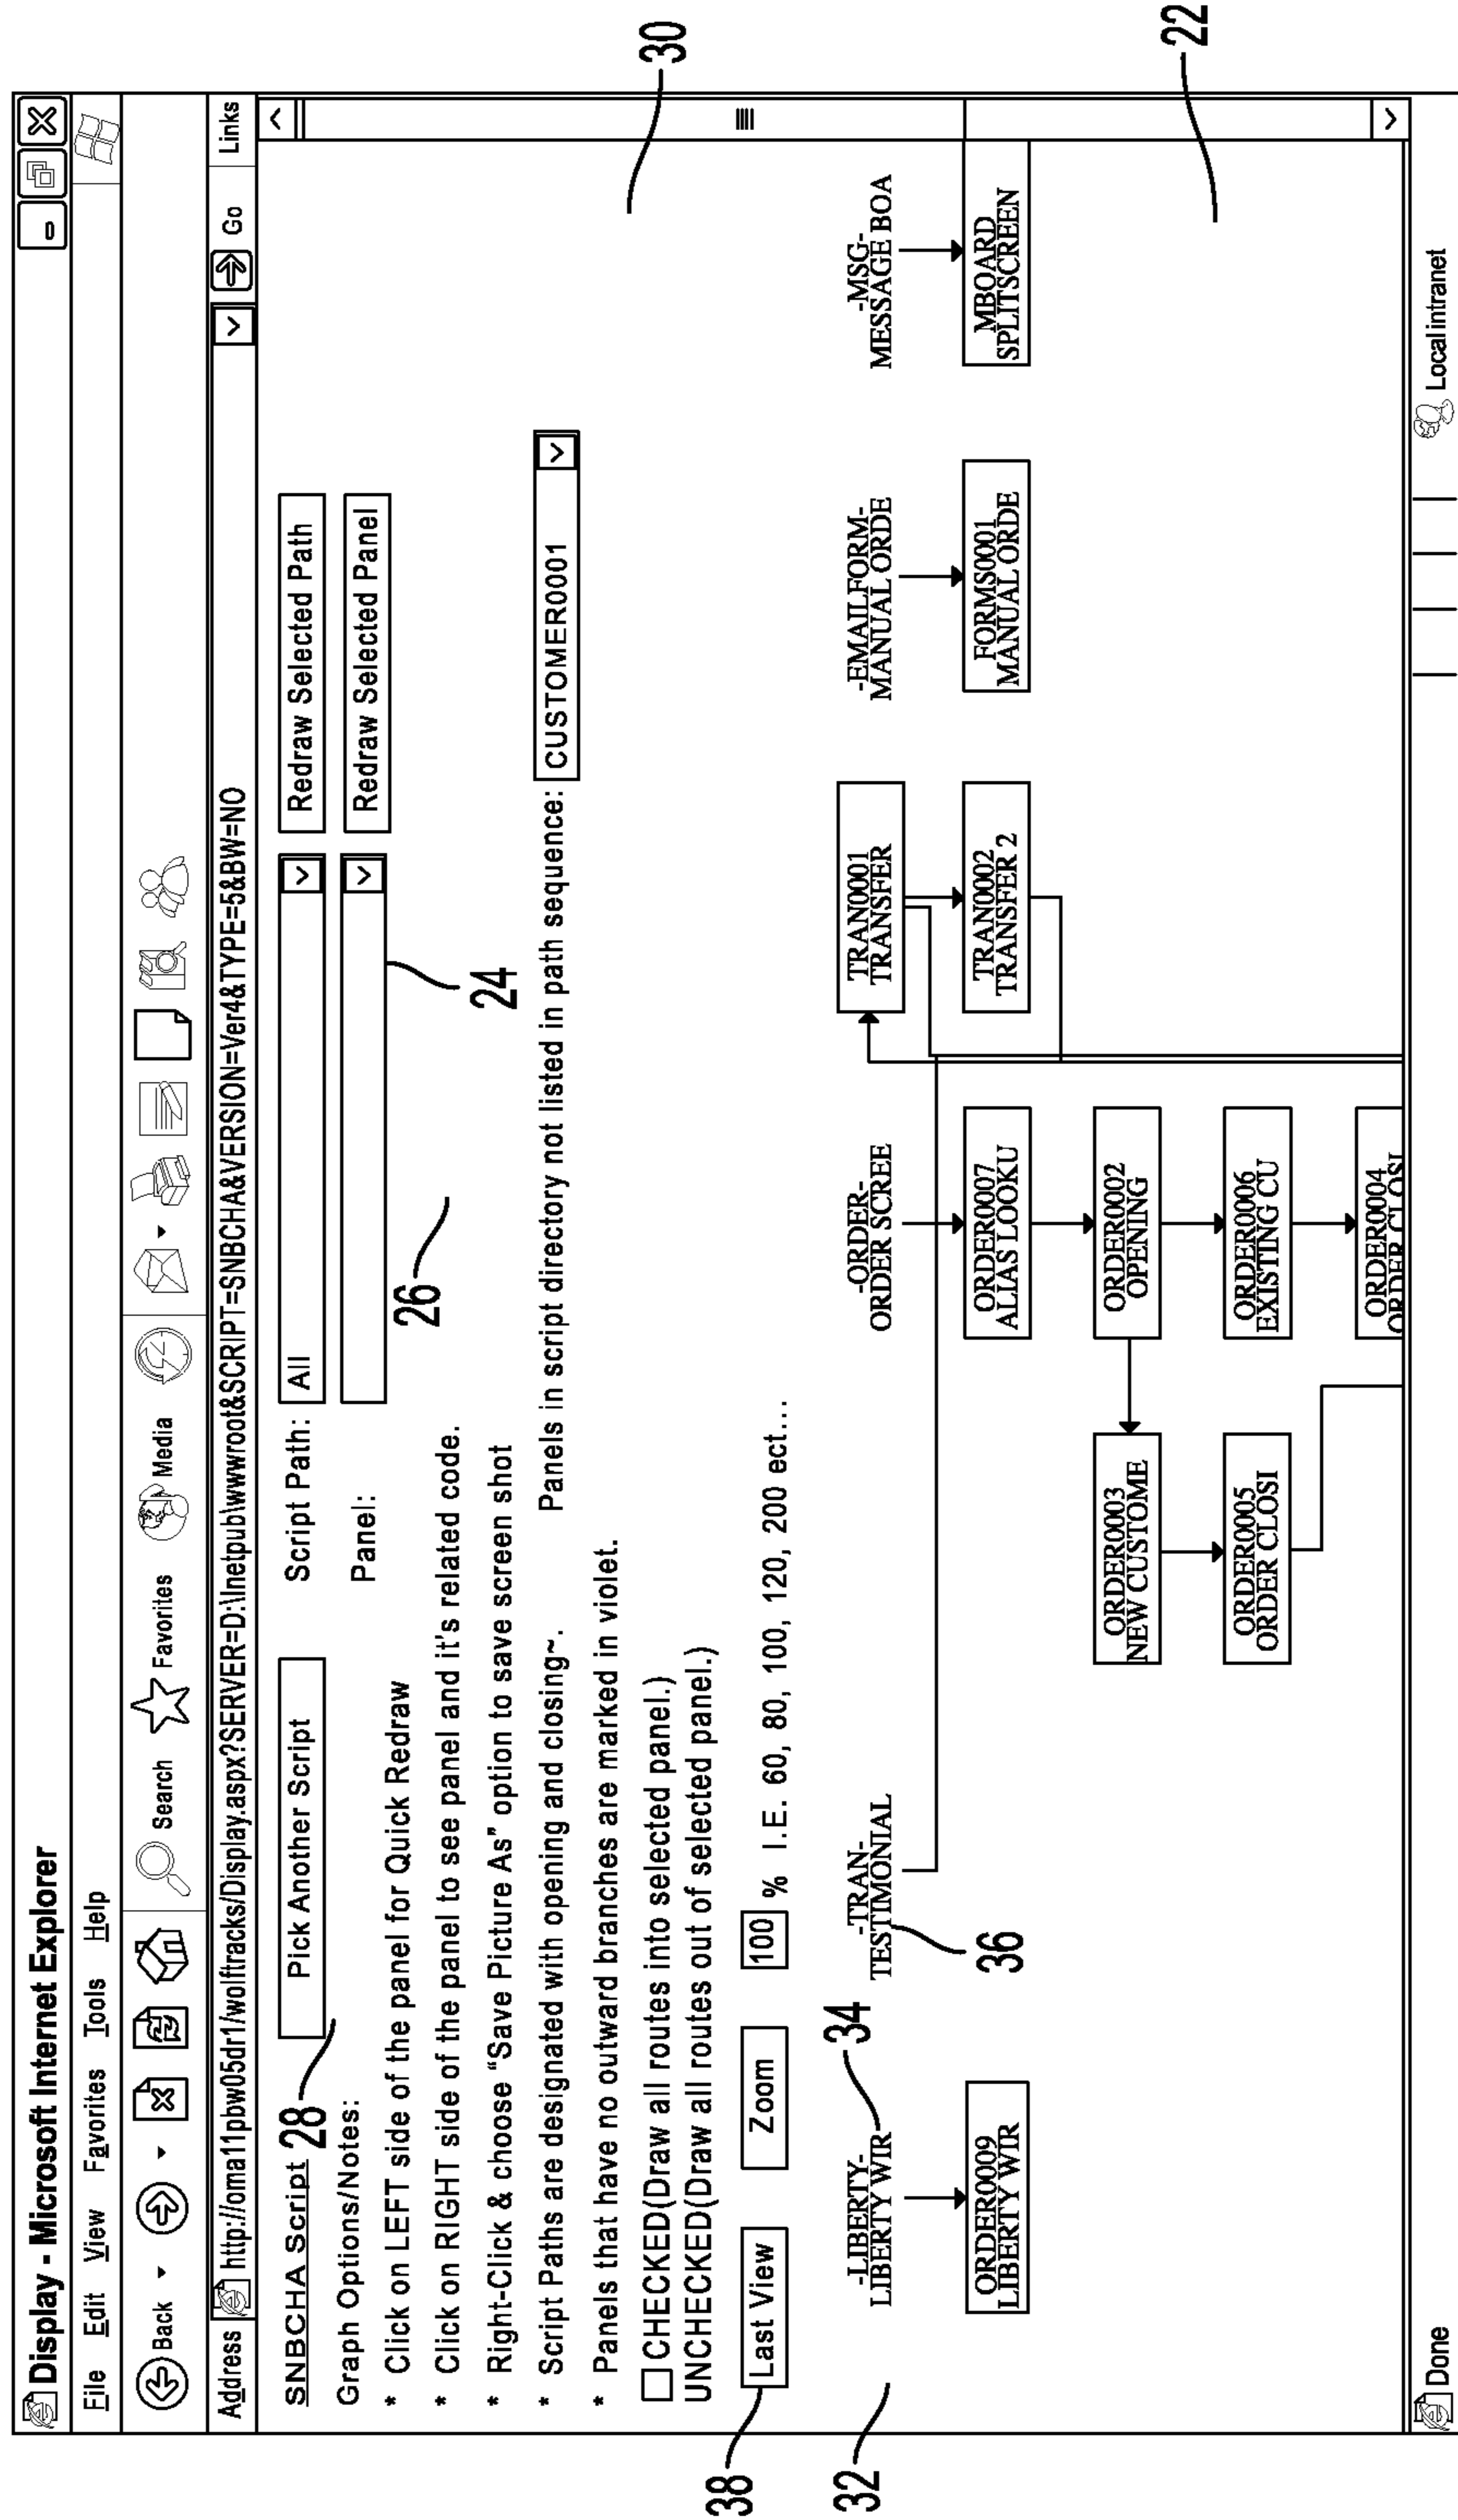 Display - Microsoft Internet Explorer
File Edit View Favorites Tools Help
Back Search Favorites Media
Address http://oma11pbw05dr1/wolftracks/Display.aspx?SERVER=D:\Inetpub\wwwroot&SCRIPT=SNBCHA&VERSION=Ver4&TYPE=5&BW=NO Go Links
SNBCHA Script 28 Pick Another Script Script Path: All Redraw Selected Path
Graph Options/Notes: Panel: Redraw Selected Panel
* Click on LEFT side of the panel for Quick Redraw
26
* Click on RIGHT side of the panel to see panel and it's related code.
24
* Right-Click & choose “Save Picture As” option to save screen shot
* Script Paths are designated with opening and closing~. Panels in script directory not listed in path sequence: CUSTOMER0001
* Panels that have no outward branches are marked in violet.
30
CHECKED(Draw all routes into selected panel.)
UNCHECKED(Draw all routes out of selected panel.)
38
Last View Zoom 100 % I.E. 60, 80, 100, 120, 200 ect...
32
34
-LIBERTY-
LIBERTY WIR
-TRAN-
TESTIMONIAL
36
-ORDER-
ORDER SCREE
TRAN0001
TRANSFER
-EMAILFORM-
MANUAL ORDE
-MSG-
MESSAGE BOA
ORDER0009
LIBERTY WIR
ORDER0007
ALIAS LOOKU
TRAN0002
TRANSFER 2
FORMS0001
MANUAL ORDE
MBOARD
SPLITSCREEN
ORDER0003
NEW CUSTOME
ORDER0002
OPENING
22
ORDER0005
ORDER CLOSI
ORDER0006
EXISTING CU
ORDER0004
ORDER CLOSI
Done Local intranet